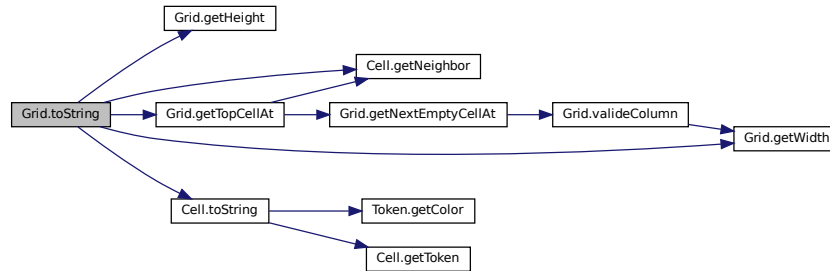 Grid.getHeight
Cell.getNeighbor
Grid.toString
Grid.getTopCellAt
Grid.getNextEmptyCellAt
Grid.valideColumn
Grid.getWidth
Cell.toString
Token.getColor
Cell.getToken